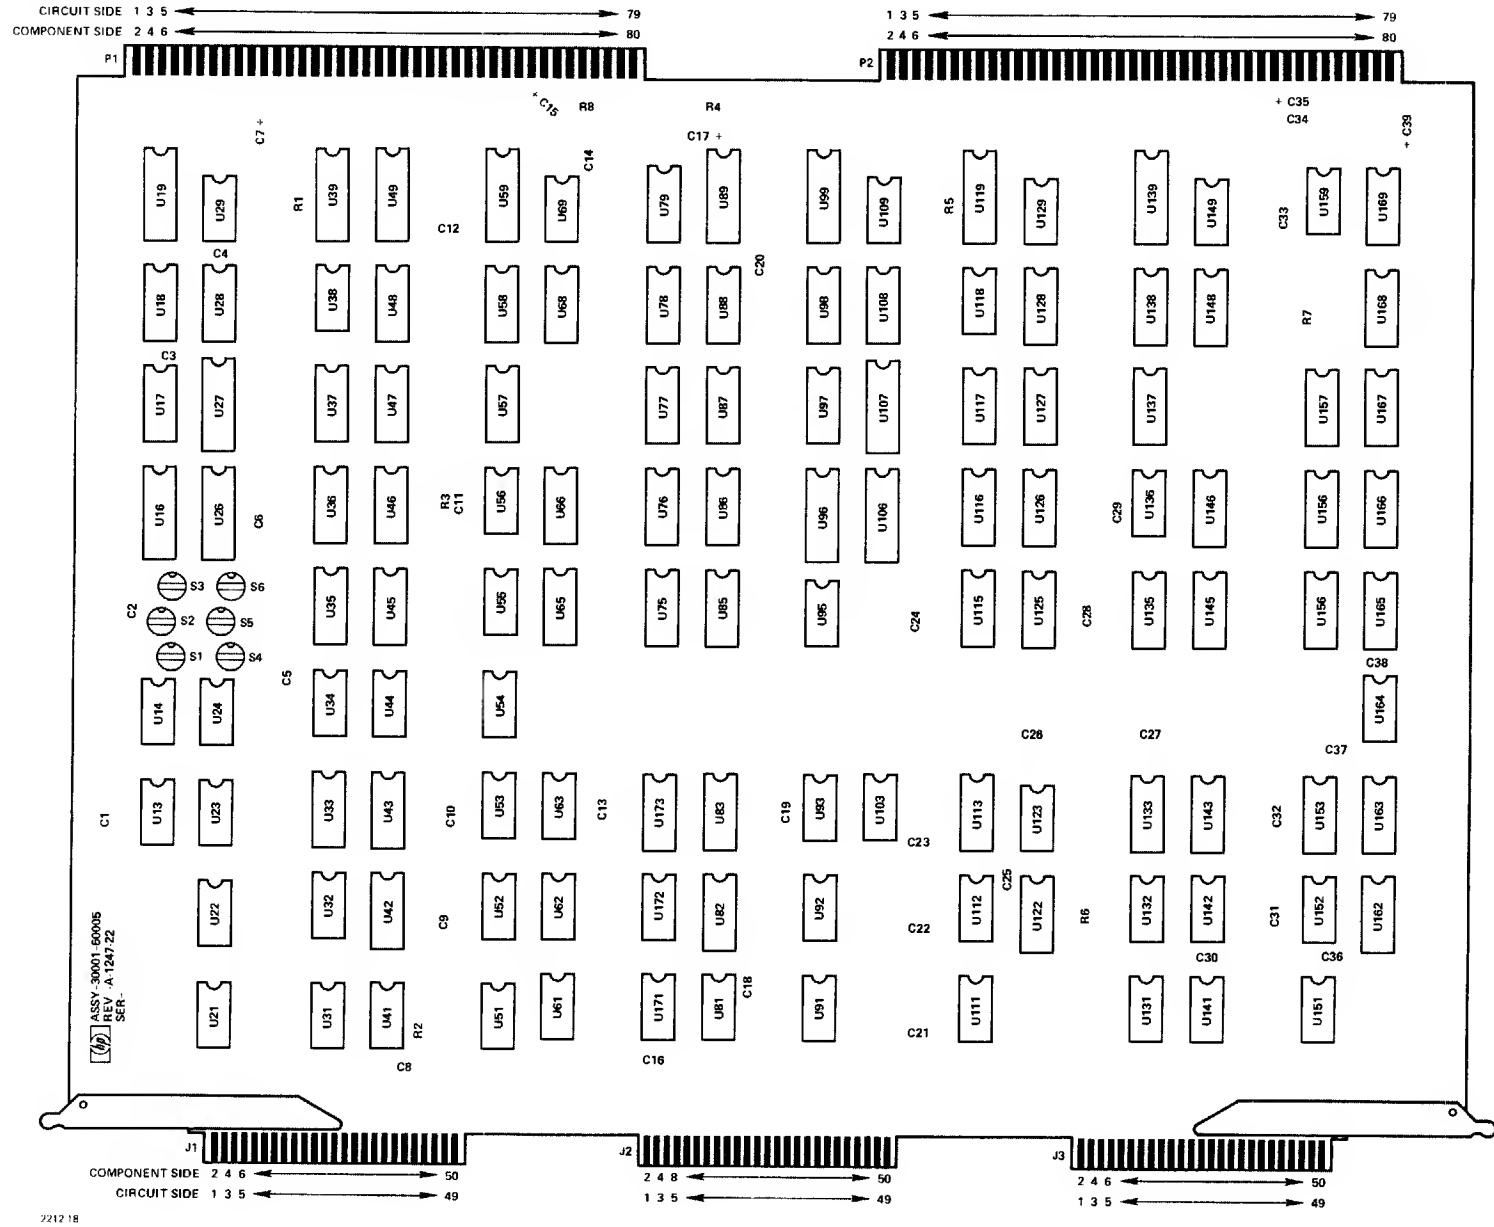 CIRCUIT SIDE 1 3 5 79
COMPONENT SIDE 2 4 6 80
1 3 5 79
2 4 6 80
P1
P2
+ C15 R8 R4 + C35
C34
C7 + C17 + + C39
C14
U19 U29 R1 U39 U49 C12 U59 U69 U79 U89 U99 U109 R5 U119 U129 U139 U149 C33 U159 U169
C4 C20
U18 U28 U38 U48 U58 U68 U78 U88 U98 U108 U118 U128 U138 U148 R7 U168
C3
U17 U27 U37 U47 U57 U77 U87 U97 U107 U117 U127 U137 U157 U167
U16 U26 C6 U36 U46 R3 C11 U56 U66 U76 U86 U96 U106 U116 U126 C29 U136 U146 U156 U166
S3 S6
C2 S2 S5 U35 U45 U56 U65 U75 U85 U95 C24 U115 U125 C28 U135 U145 U156 U165
S1 S4 C38
C5
U14 U24 U34 U44 U54 U164
C26 C27 C37
C1 U13 U23 U33 U43 C10 U53 U63 C13 U173 U83 C19 U93 U103 C23 U113 U123 U133 U143 C32 U153 U163
C25
U22 U32 U42 C9 U52 U62 U172 U82 U92 C22 U112 U122 R6 U132 U142 C31 U152 U162
C30 C36
hp ASSY-30001-60005
REV -A-1247-22
SER-
U21 U31 U41 R2 U51 U61 U171 U81 C18 U91 C21 U111 U131 U141 U151
C8 C16
J1 J2 J3
COMPONENT SIDE 2 4 6 50
CIRCUIT SIDE 1 3 5 49
2 4 8 50
1 3 5 49
2 4 6 50
1 3 5 49
2212 18